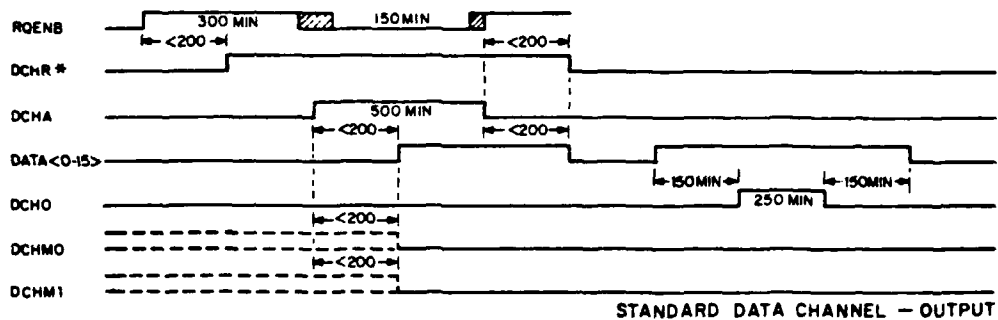 RQENB 300 MIN 150 MIN
<200 <200
DCHR *
DCHA 500 MIN
<200 <200
DATA<0-15>
150 MIN 150 MIN
DCHO 250 MIN
<200
DCHM0
<200
DCHM1
STANDARD DATA CHANNEL — OUTPUT